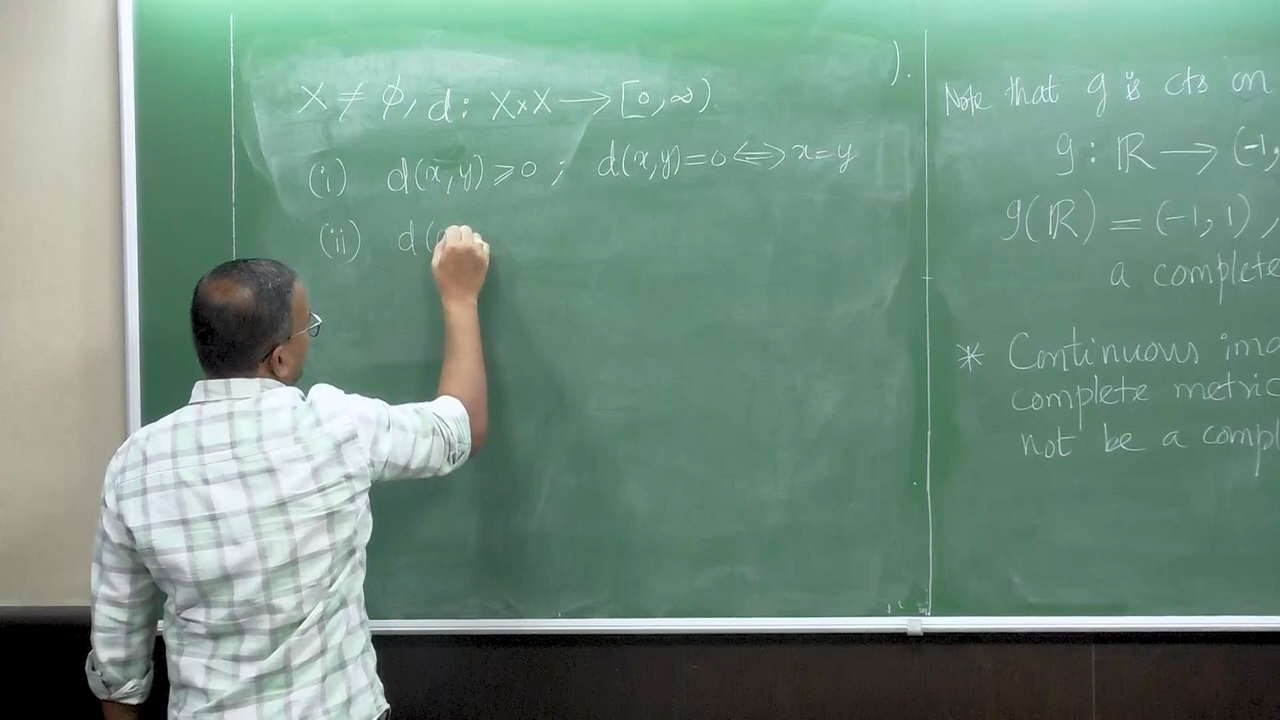 X ≠ ϕ, d : X×X → [0, ∞)
(i) d(x,y) ⩾ 0 ; d(x,y) = 0 ⟺ x = y
(ii) d(
).
Note that g is cts on
g : ℝ → (-1,
g(ℝ) = (-1, 1),
a complete
* Continuous ima
complete metric
not be a compl